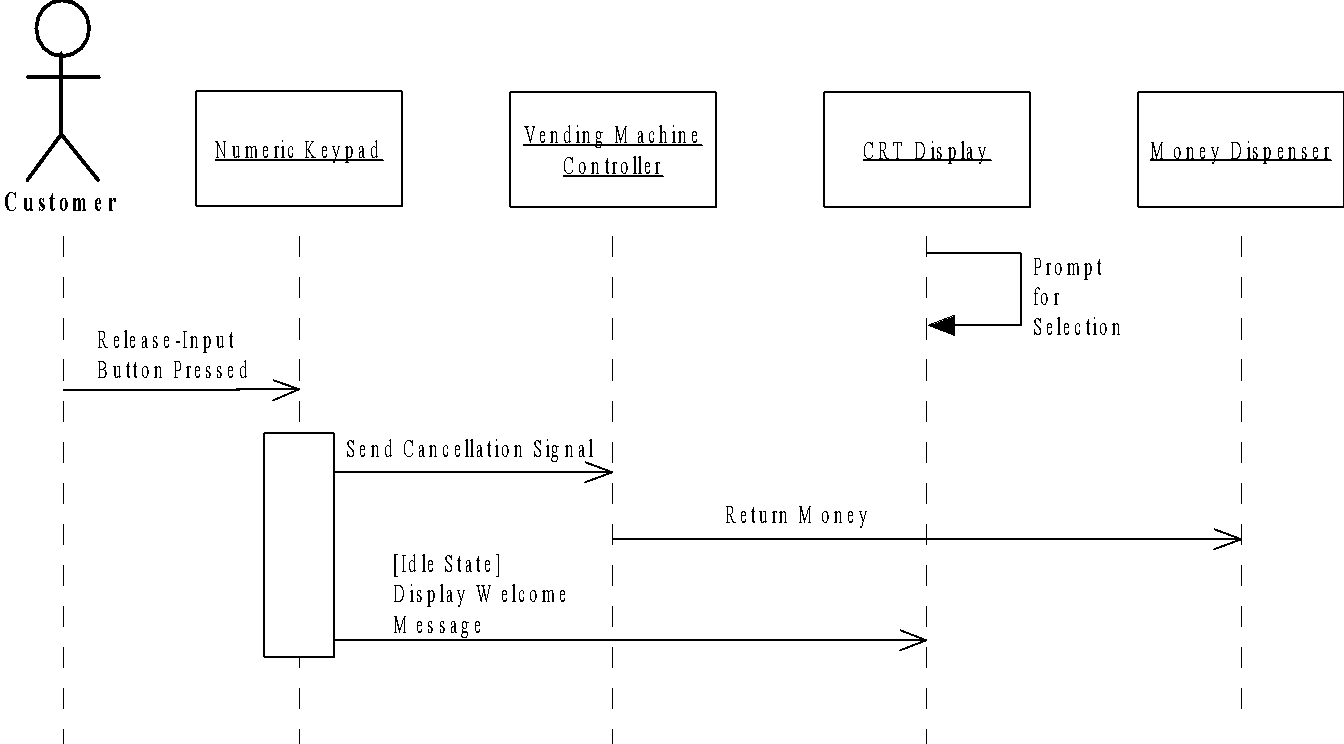 Customer
Numeric Keypad
Vending Machine
Controller
CRT Display
Money Dispenser
Prompt
for
Selection
Release-Input
Button Pressed
Send Cancellation Signal
Return Money
[Idle State]
Display Welcome
Message